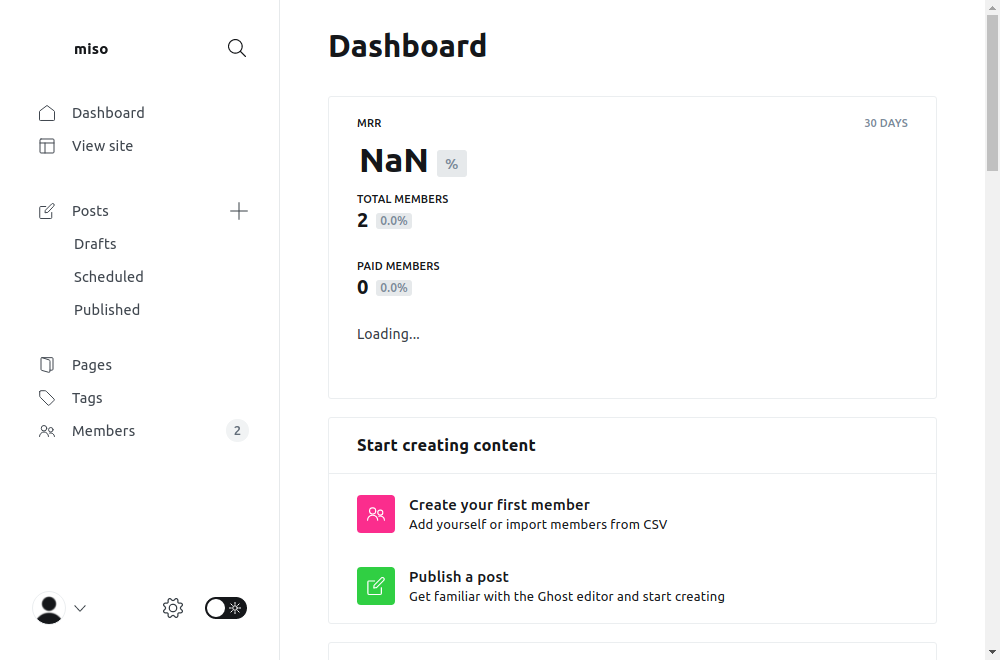 miso
Dashboard
View site
Posts
Drafts
Scheduled
Published
Pages
Tags
Members 2
Dashboard
MRR 30 DAYS
NaN %
TOTAL MEMBERS
2 0.0%
PAID MEMBERS
0 0.0%
Loading...
Start creating content
Create your first member
Add yourself or import members from CSV
Publish a post
Get familiar with the Ghost editor and start creating